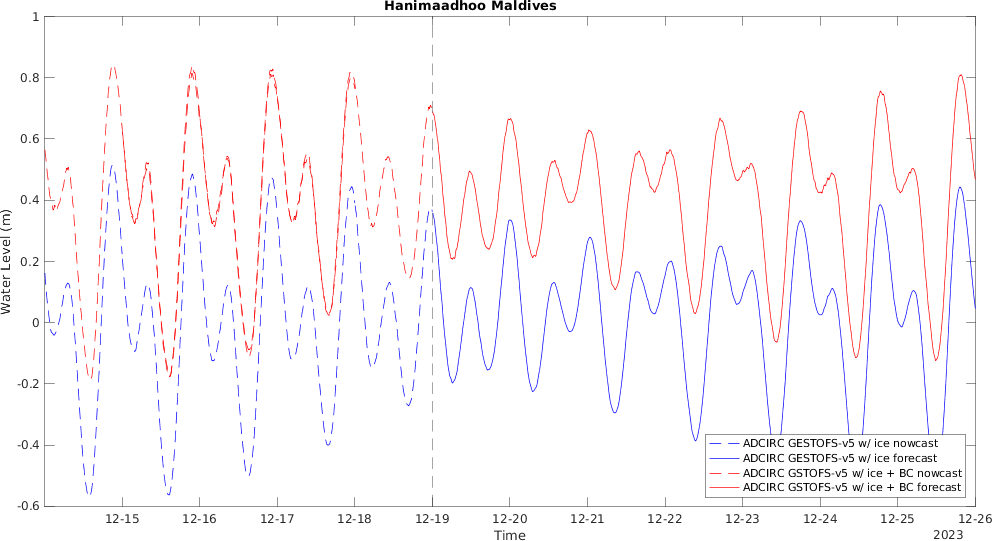 Hanimaadhoo Maldives
Water Level (m)
1
0.8
0.6
0.4
0.2
0
-0.2
-0.4
-0.6
ADCIRC GESTOFS-v5 w/ ice nowcast
ADCIRC GESTOFS-v5 w/ ice forecast
ADCIRC GSTOFS-v5 w/ ice + BC nowcast
ADCIRC GSTOFS-v5 w/ ice + BC forecast
12-15 12-16 12-17 12-18 12-19 12-20 12-21 12-22 12-23 12-24 12-25 12-26
Time
2023